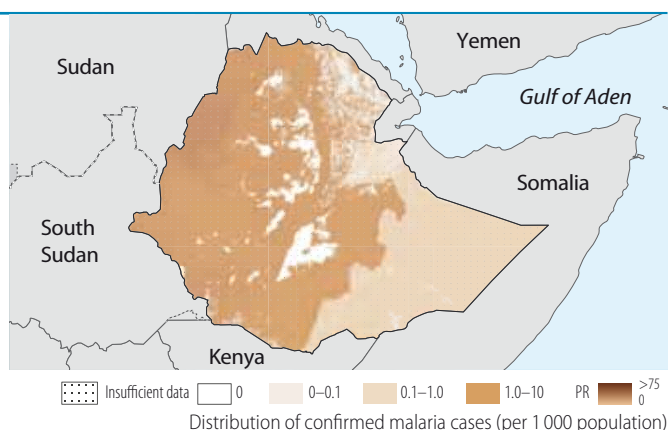 Yemen
Sudan
Gulf of Aden
Somalia
South
Sudan
Kenya
Insufficient data 0 0–0.1 0.1–1.0 1.0–10 PR >75
0
Distribution of confirmed malaria cases (per 1 000 population)